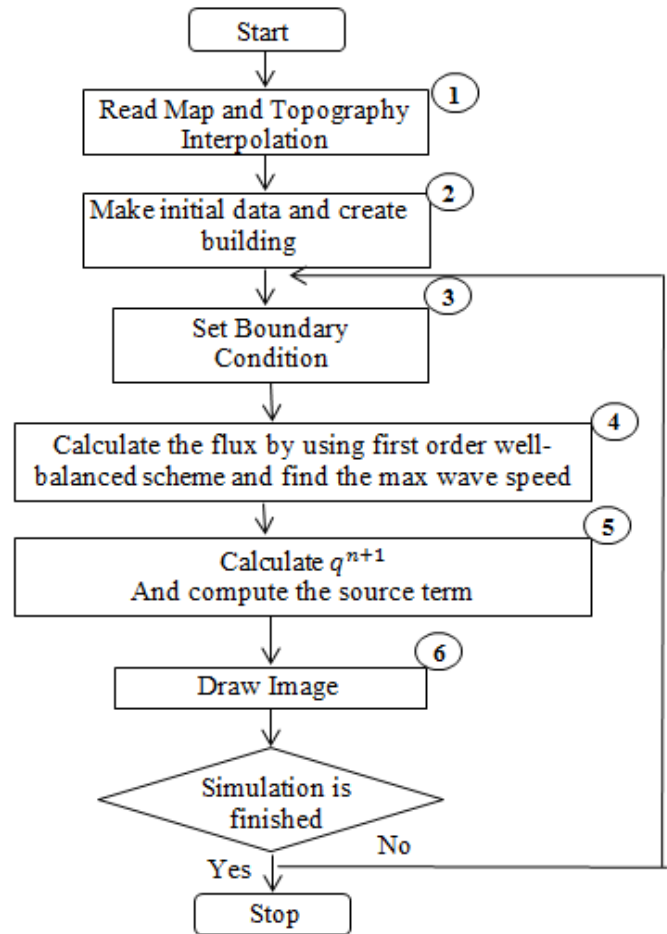 Start
1
Read Map and Topography
Interpolation
2
Make initial data and create
building
3
Set Boundary
Condition
4
Calculate the flux by using first order well-
balanced scheme and find the max wave speed
5
Calculate qⁿ⁺¹
And compute the source term
6
Draw Image
Simulation is
finished
No
Yes
Stop